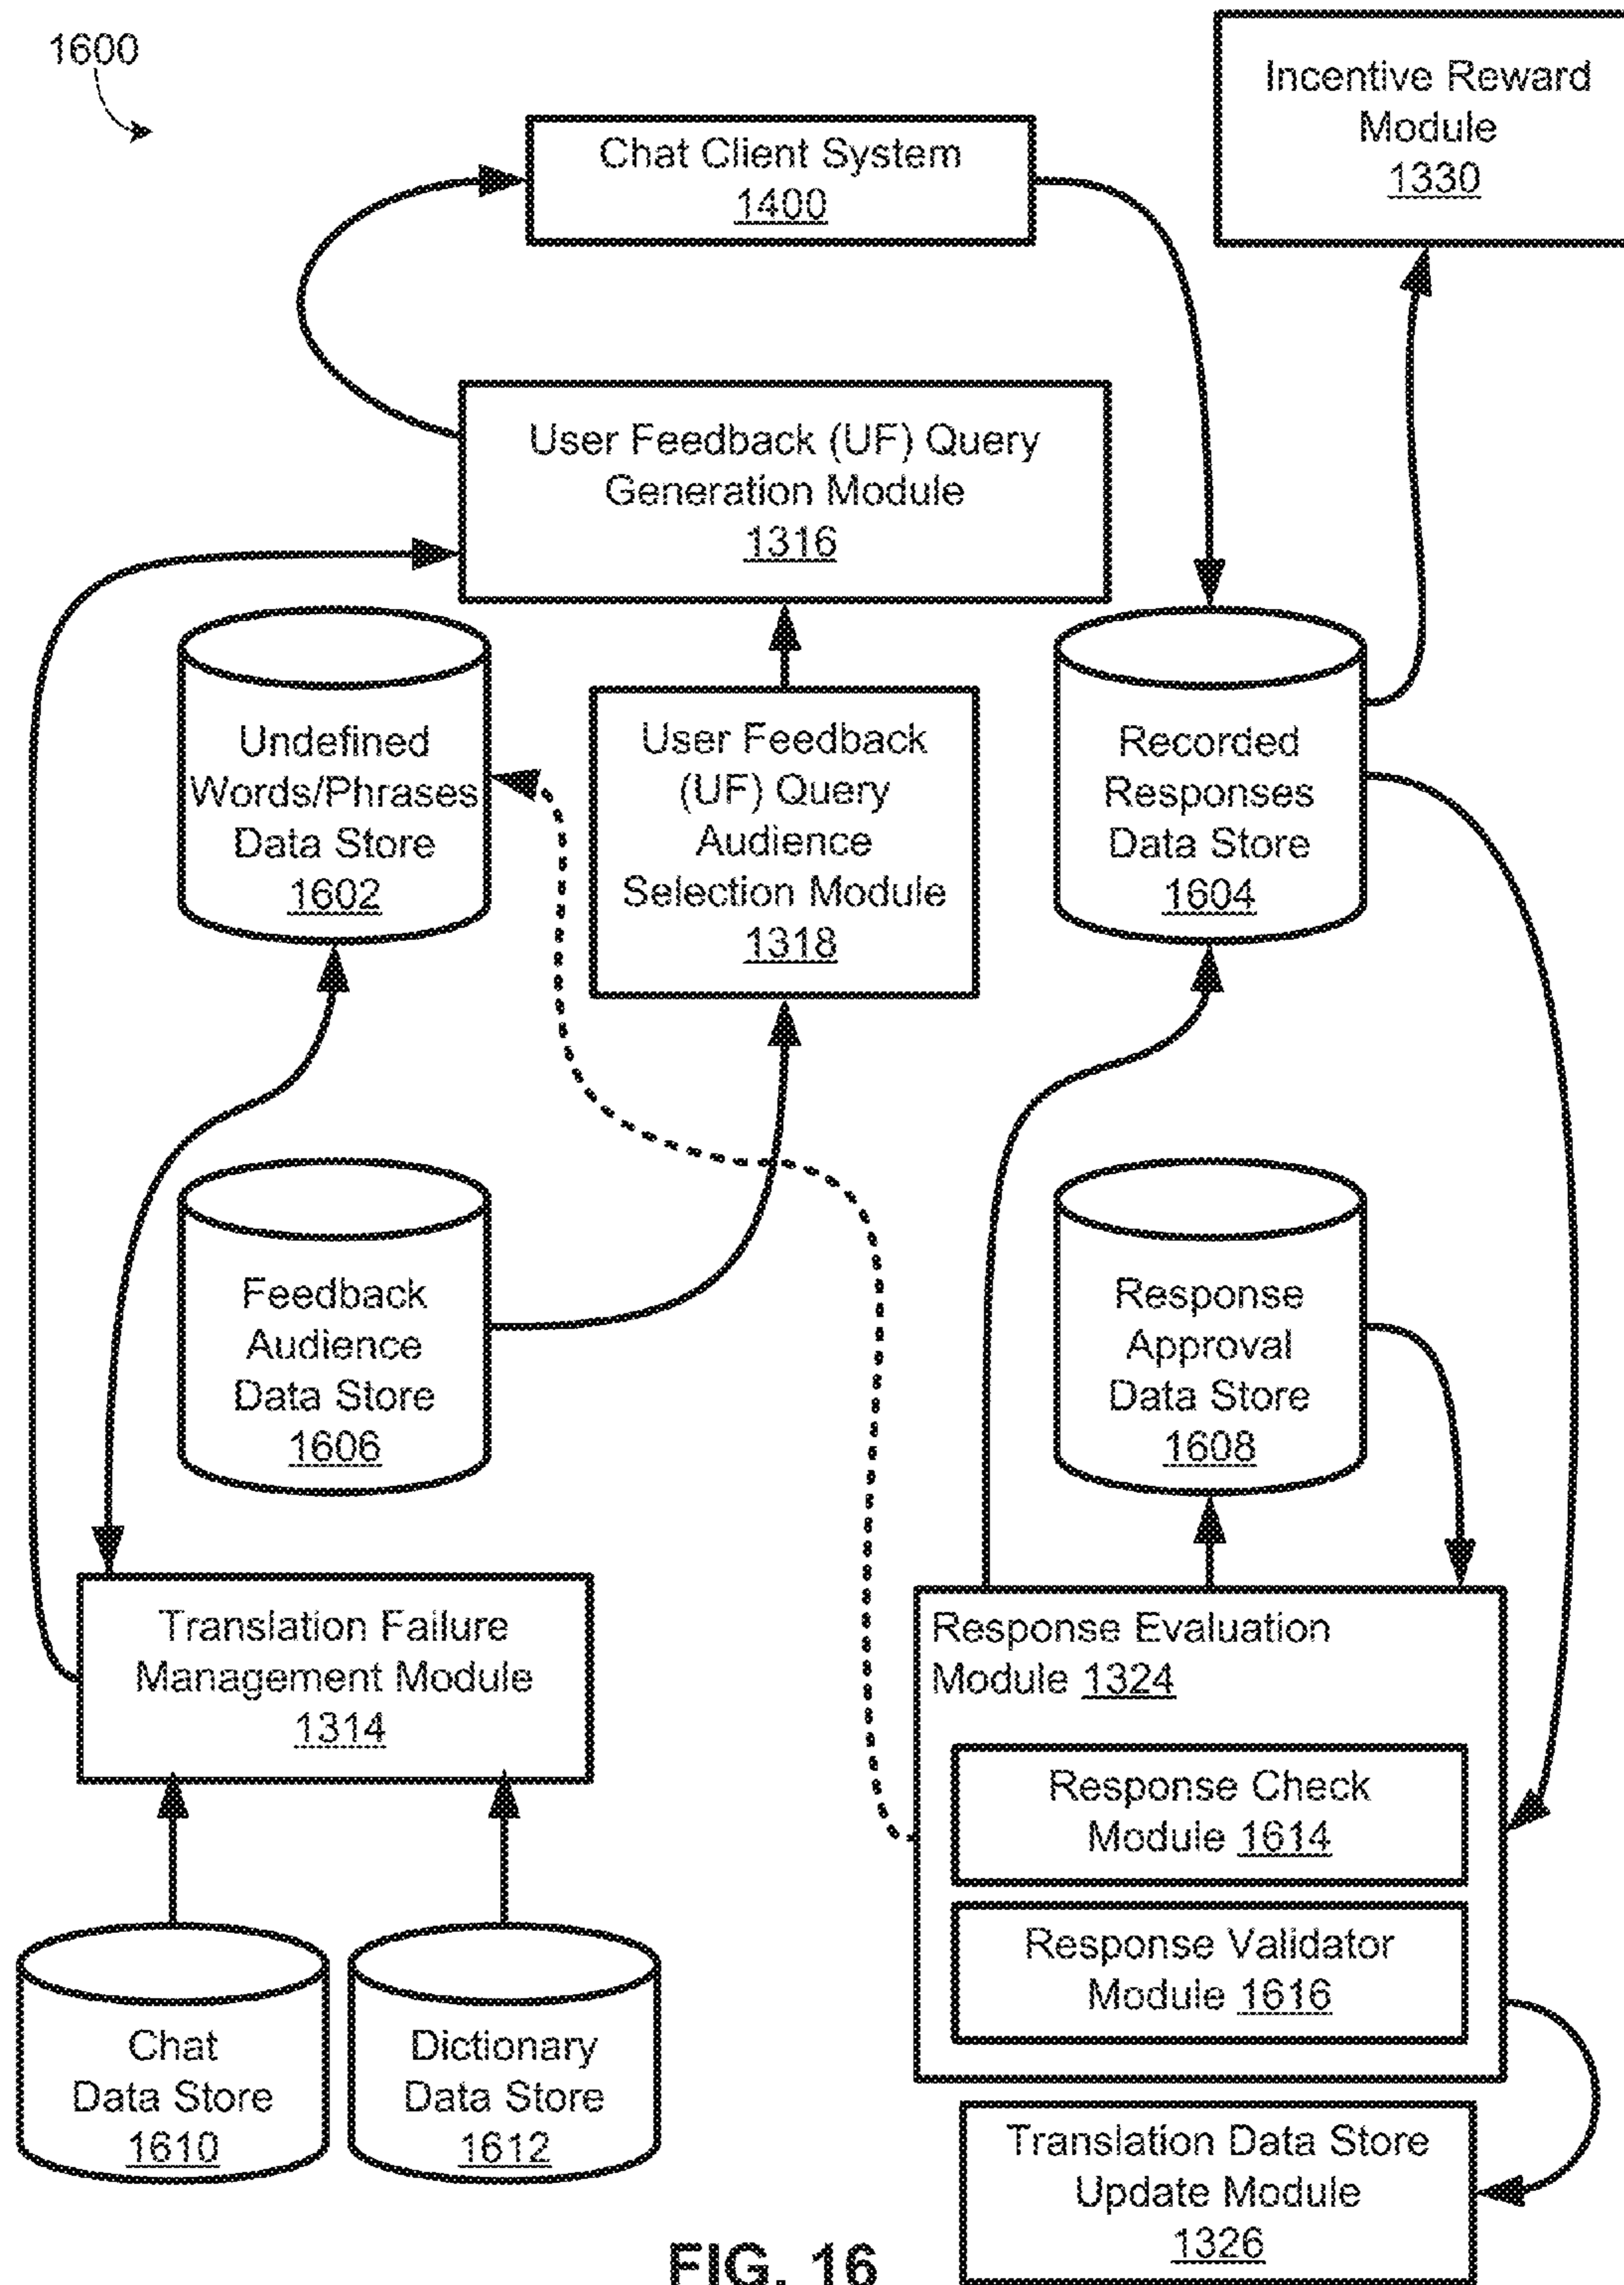 1600
Incentive Reward
Module
1330
Chat Client System
1400
User Feedback (UF) Query
Generation Module
1316
Undefined
Words/Phrases
Data Store
1602
User Feedback
(UF) Query
Audience
Selection Module
1318
Recorded
Responses
Data Store
1604
Feedback
Audience
Data Store
1606
Response
Approval
Data Store
1608
Translation Failure
Management Module
1314
Response Evaluation
Module 1324
Response Check
Module 1614
Response Validator
Module 1616
Chat
Data Store
1610
Dictionary
Data Store
1612
Translation Data Store
Update Module
1326
FIG. 16